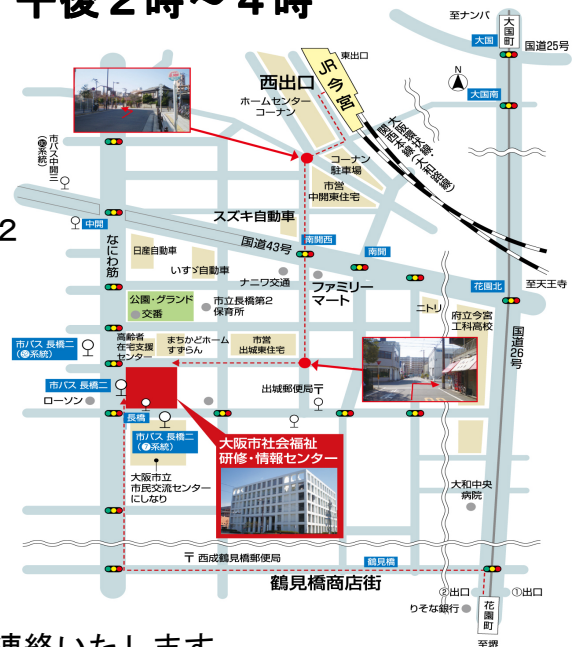 午後２時～４時
至ナンバ
大国町
大国
国道25号
東出口
JR今宮
西出口
ホームセンター
コーナン
大国南
N
大阪環状線
関西本線(大和路線)
市バス中開三
コーナン
駐車場
市営
中開東住宅
スズキ自動車
2
中開
国道43号
南開西
南開
なにわ筋
日産自動車
いすゞ自動車
ナニワ交通
ファミリー
マート
花園北
至天王寺
公園・グランド
交番
市立長橋第2
保育所
ニトリ
府立今宮
工科高校
国道26号
市バス 長橋二
高齢者
在宅支援
センター
まちかどホーム
すずらん
市営
出城東住宅
市バス 長橋二
ローソン
出城郵便局〒
長橋
市バス 長橋二
(❼系統)
大阪市社会福祉
研修・情報センター
大阪市立
市民交流センター
にしなり
大和中央
病院
〒西成鶴見橋郵便局
鶴見橋
鶴見橋商店街
②出口
①出口
りそな銀行
花園町
至堺
連絡いたします